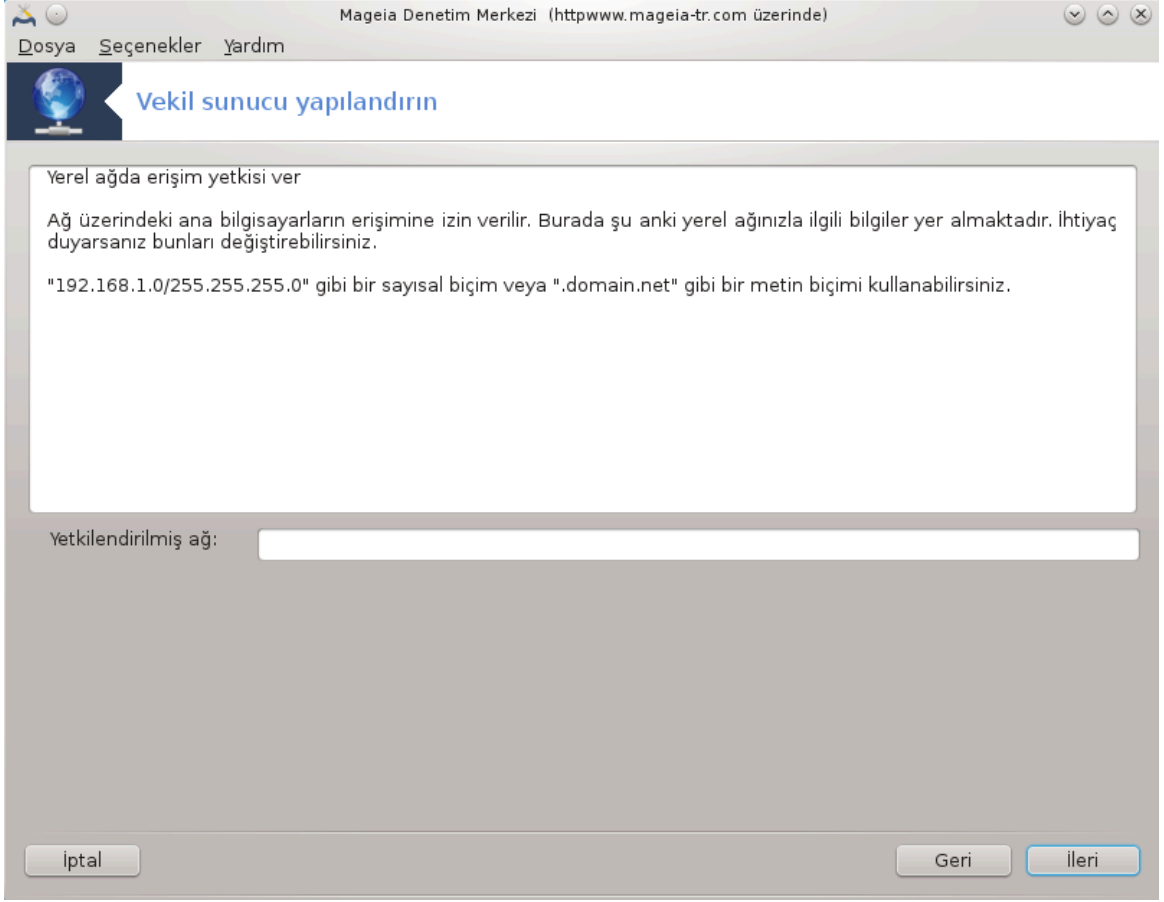 Mageia Denetim Merkezi (httpwww.mageia-tr.com üzerinde)
Dosya Seçenekler Yardım
Vekil sunucu yapılandırın
Yerel ağda erişim yetkisi ver
Ağ üzerindeki ana bilgisayarların erişimine izin verilir. Burada şu anki yerel ağınızla ilgili bilgiler yer almaktadır. İhtiyaç
duyarsanız bunları değiştirebilirsiniz.
"192.168.1.0/255.255.255.0" gibi bir sayısal biçim veya ".domain.net" gibi bir metin biçimi kullanabilirsiniz.
Yetkilendirilmiş ağ:
İptal Geri İleri